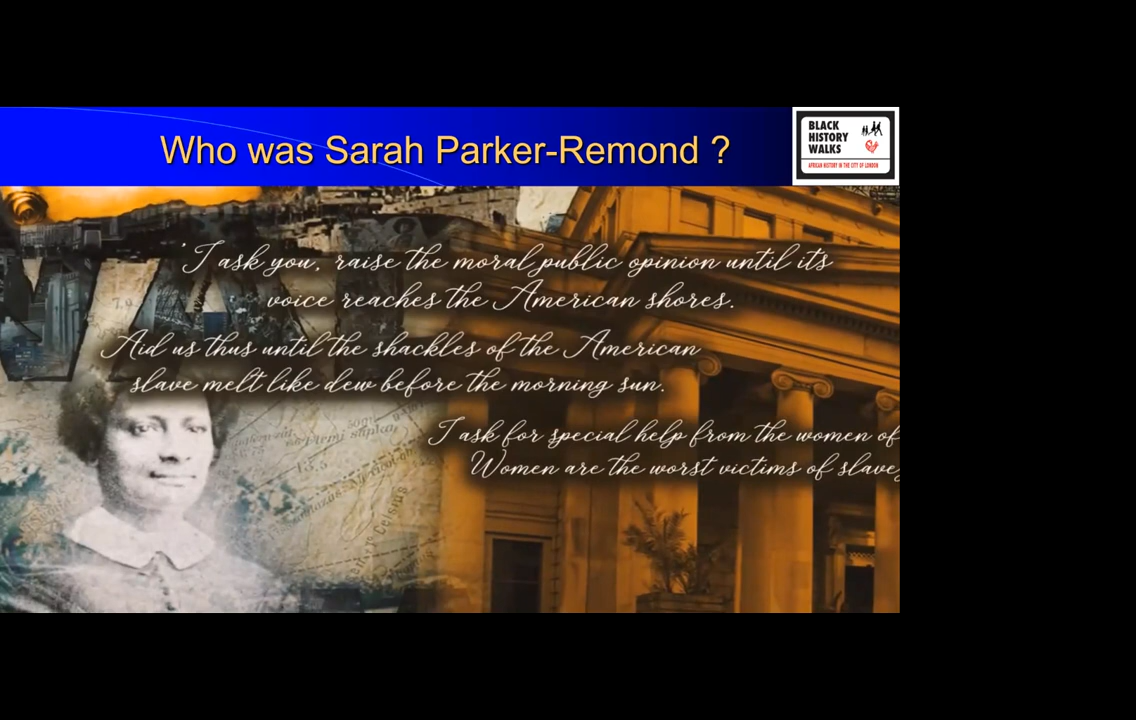 Who was Sarah Parker-Remond ?
BLACK
HISTORY
WALKS
AFRICAN HISTORY IN THE CITY OF LONDON
'I ask you, raise the moral public opinion until its
voice reaches the American shores.
Aid us thus until the shackles of the American
slave melt like dew before the morning sun.
I ask for special help from the women of
Women are the worst victims of slave